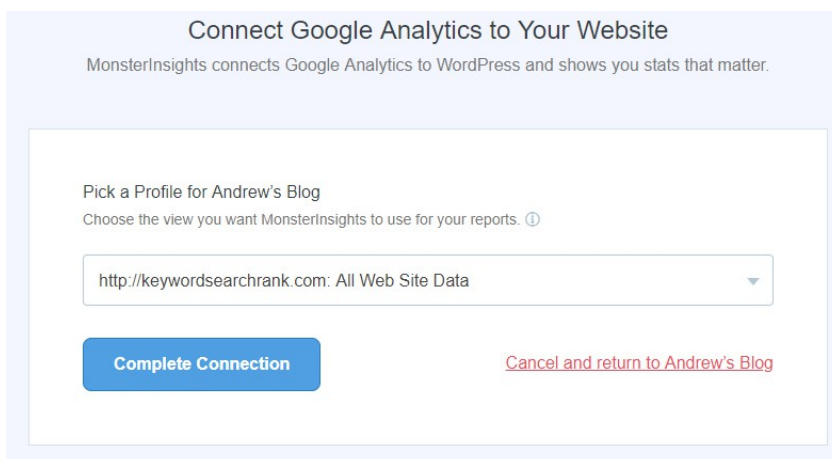 Connect Google Analytics to Your Website
MonsterInsights connects Google Analytics to WordPress and shows you stats that matter.
Pick a Profile for Andrew's Blog
Choose the view you want MonsterInsights to use for your reports.
http://keywordsearchrank.com: All Web Site Data
Complete Connection
Cancel and return to Andrew's Blog